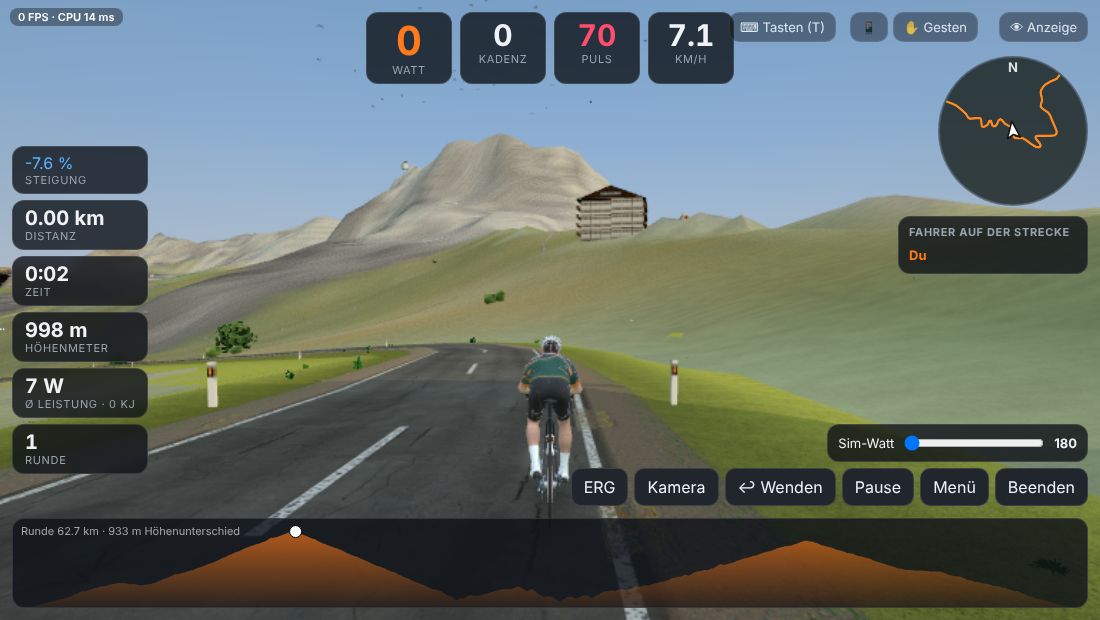 0 FPS · CPU 14 ms
0
WATT
0
KADENZ
70
PULS
7.1
KM/H
⌨ Tasten (T)
📱
✋ Gesten
👁 Anzeige
N
-7.6 %
STEIGUNG
0.00 km
DISTANZ
0:02
ZEIT
998 m
HÖHENMETER
7 W
Ø LEISTUNG · 0 KJ
1
RUNDE
FAHRER AUF DER STRECKE
Du
Sim-Watt 180
ERG
Kamera
↩ Wenden
Pause
Menü
Beenden
Runde 62.7 km · 933 m Höhenunterschied